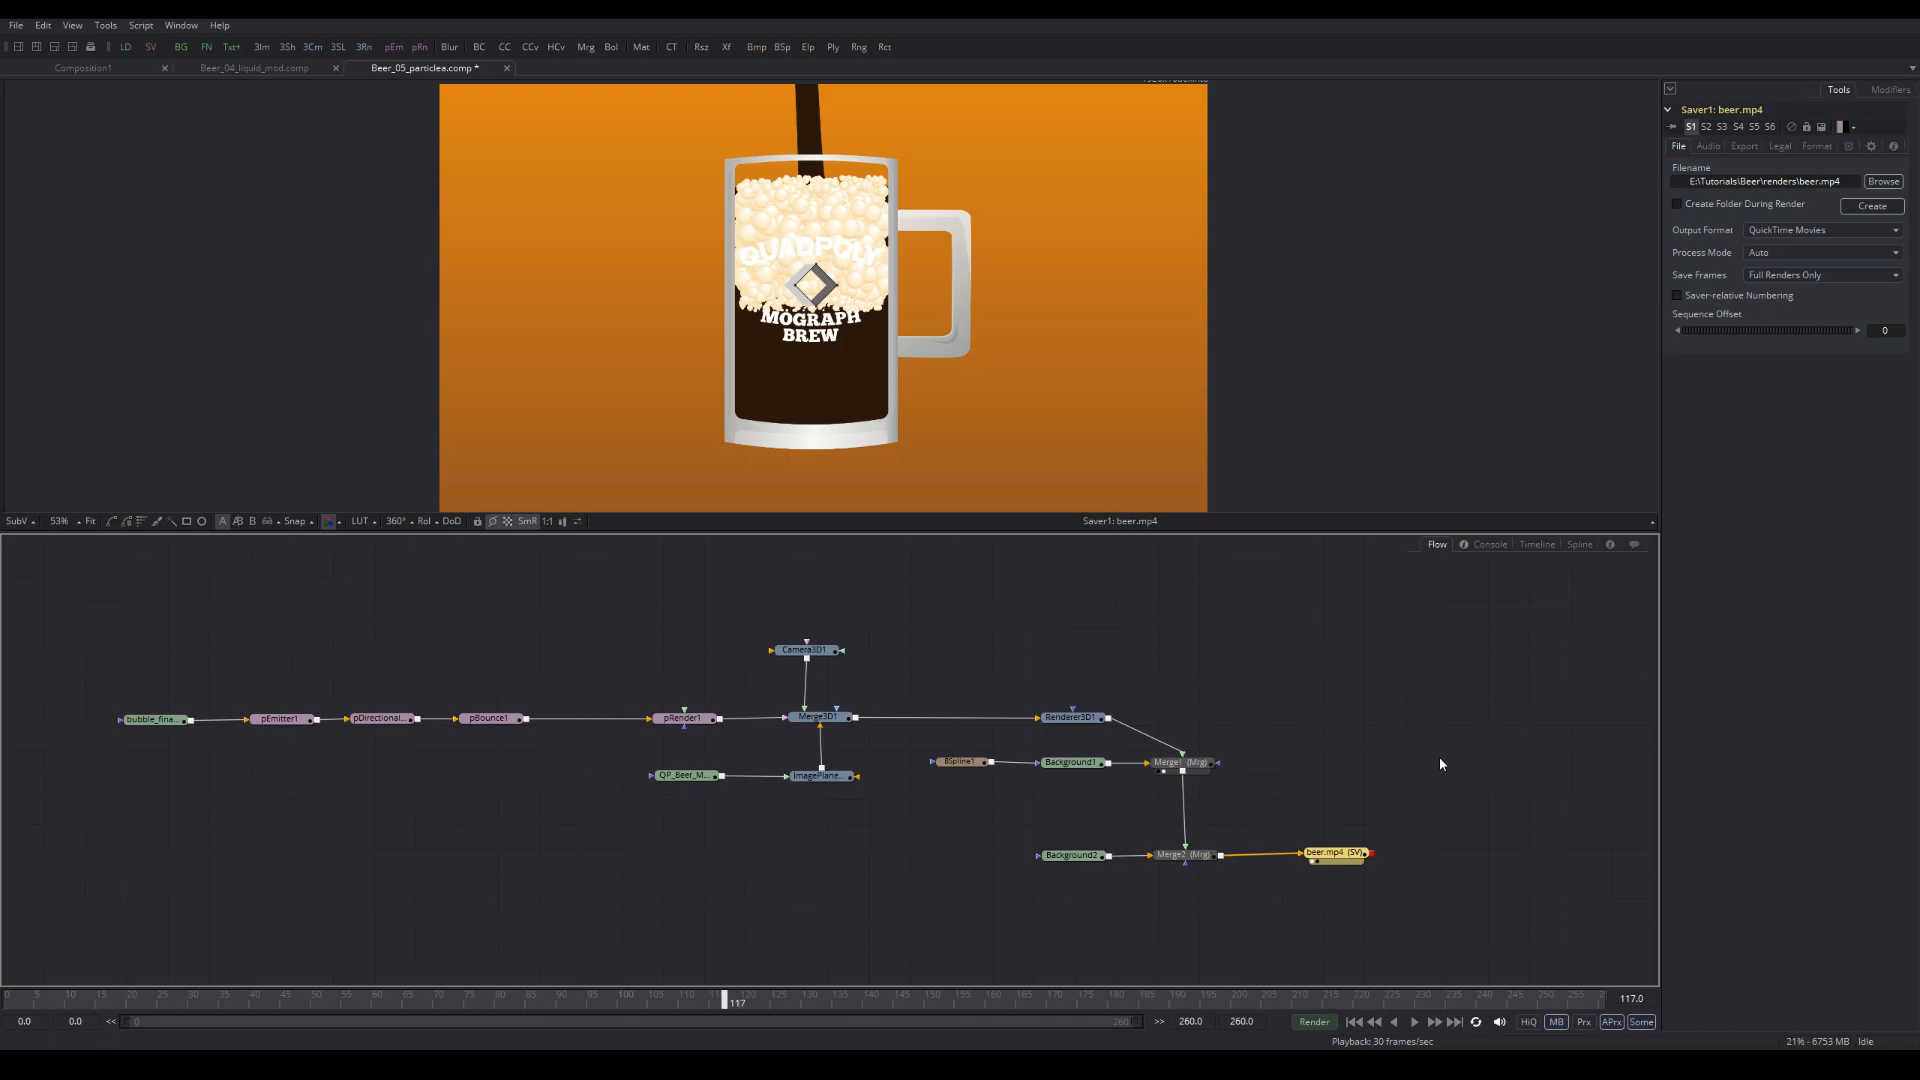 File Edit View Tools Script Window Help
LD SV BG FN Txt+ 3Im 3Sh 3Cm 3SL 3Rn pEm pRn Blur BC CC CCv HCv Mrg Bol Mat CT Rsz Xf Bmp BSp Elp Ply Rng Rct
Composition1 Beer_04_liquid_mod.comp Beer_05_particlea.comp *
Tools Modifiers
Saver1: beer.mp4
S1 S2 S3 S4 S5 S6
File Audio Export Legal Format
Filename
E:\Tutorials\Beer\renders\beer.mp4 Browse
Create Folder During Render Create
Output Format QuickTime Movies
Process Mode Auto
Save Frames Full Renders Only
Saver-relative Numbering
Sequence Offset
0
QUADPOLY
MOGRAPH
BREW
SubV 53% Fit A A|B B Snap LUT 360° RoI DoD SmR 1:1 Saver1: beer.mp4
Flow Console Timeline Spline
Camera3D1
bubble_fina... pEmitter1 pDirectional... pBounce1 pRender1 Merge3D1 Renderer3D1
QP_Beer_M... ImagePlane... BSpline1 Background1 Merge1 (Mrg)
Background2 Merge2 (Mrg) beer.mp4 (SV)
0 5 10 15 20 25 30 35 40 45 50 55 60 65 70 75 80 85 90 95 100 105 110 117 125 130 135 140 145 150 155 160 165 170 175 180 185 190 195 200 205 210 215 220 225 230 235 240 245 250 255 117.0
0.0 0.0 << 0 260 >> 260.0 260.0 Render HiQ MB Prx APrx Some
Playback: 30 frames/sec 21% - 6753 MB Idle